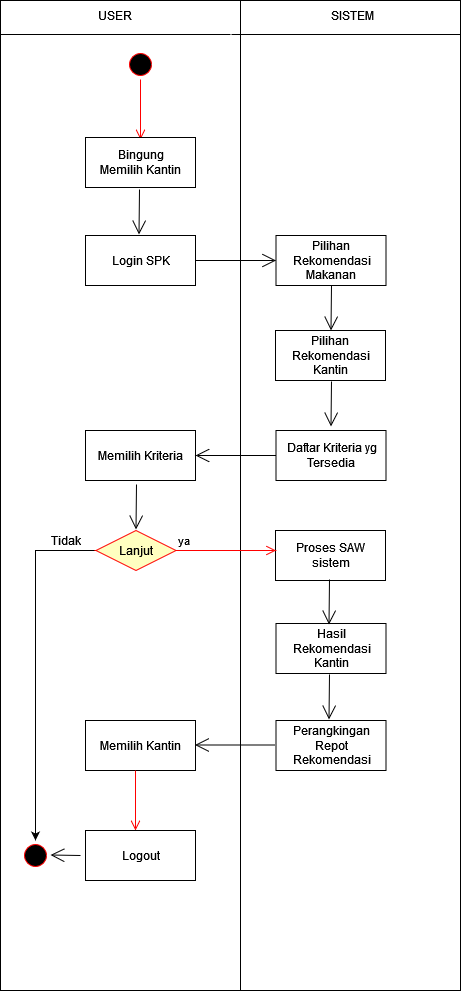 USER
SISTEM
Bingung
Memilih Kantin
Login SPK
Pilihan
Rekomendasi
Makanan
Pilihan
Rekomendasi
Kantin
Daftar Kriteria yg
Tersedia
Memilih Kriteria
Lanjut
Tidak
ya
Proses SAW
sistem
Hasil
Rekomendasi
Kantin
Perangkingan
Repot
Rekomendasi
Memilih Kantin
Logout